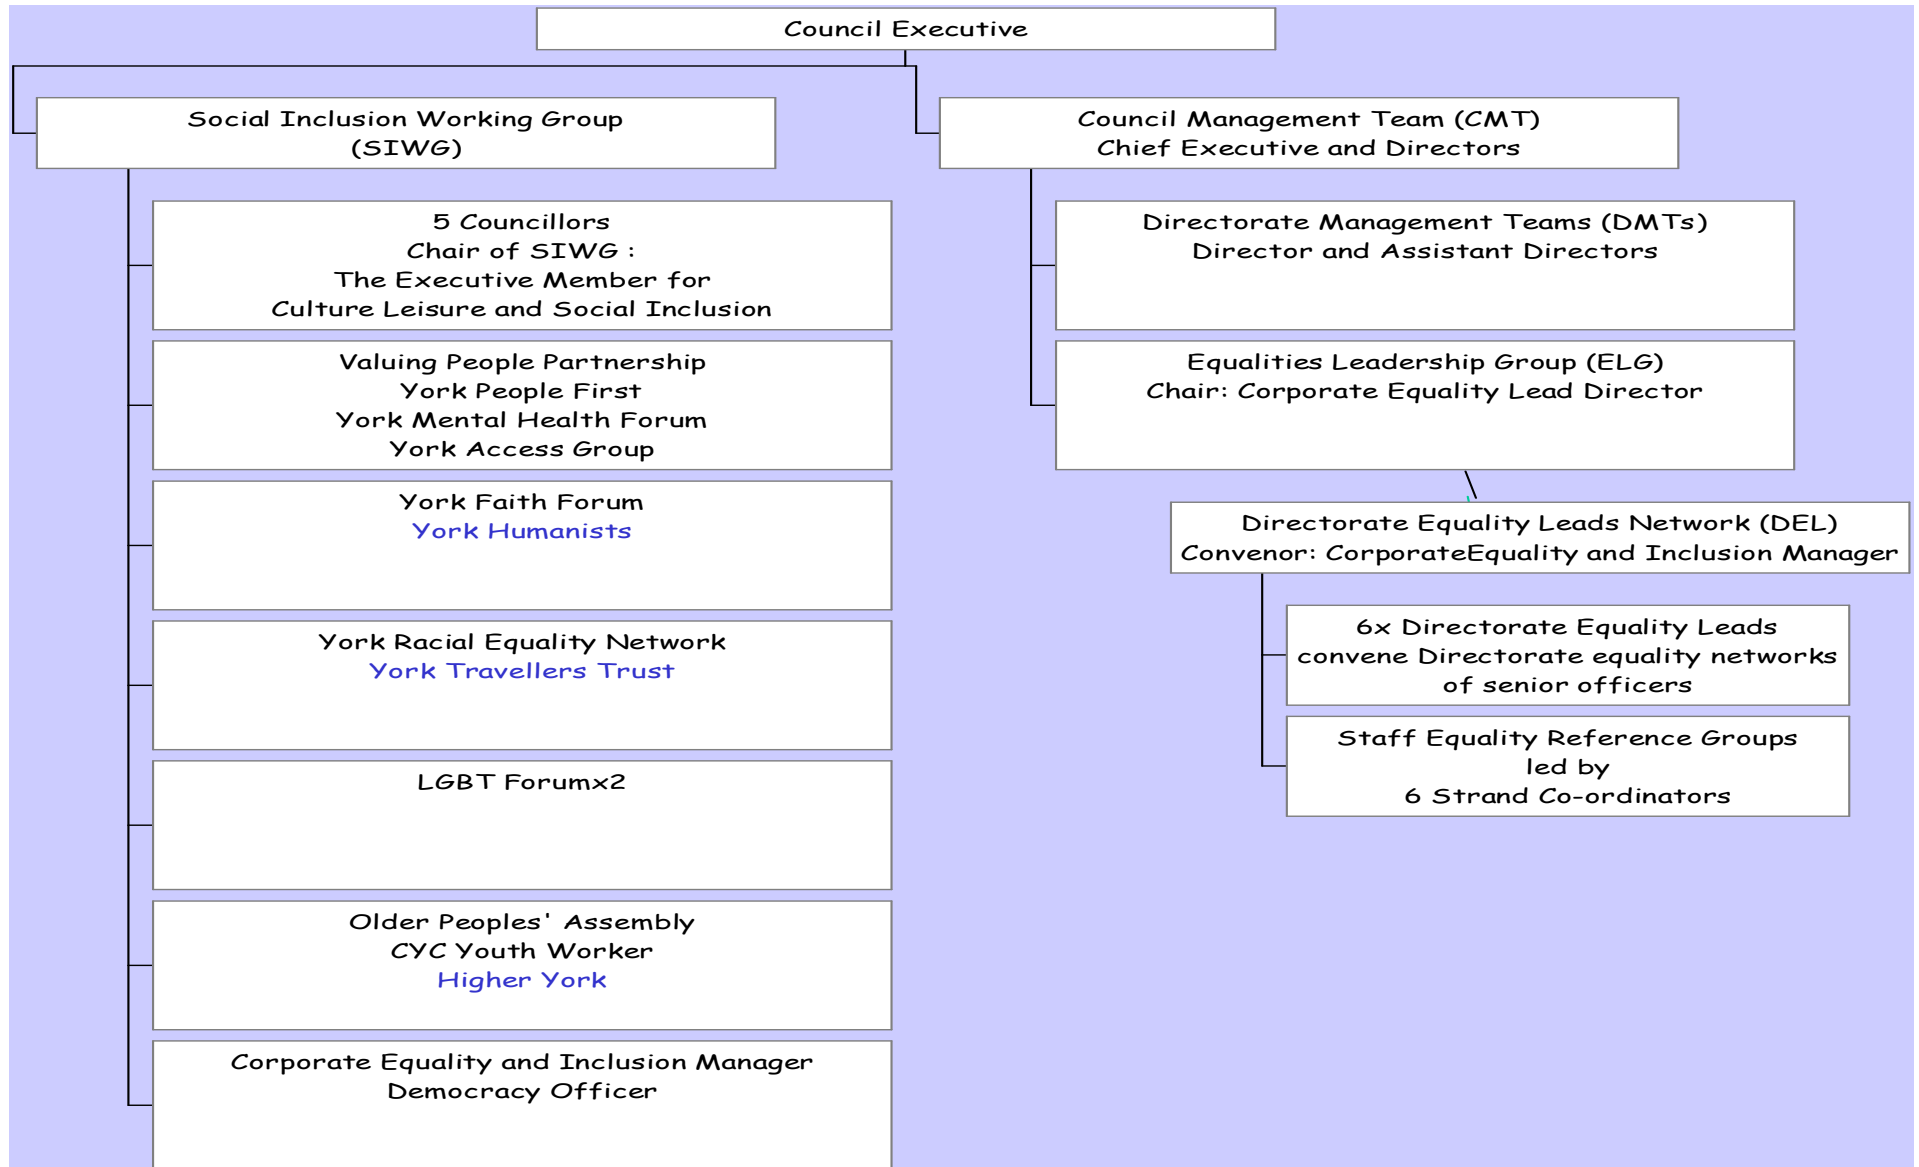 Council Executive
Social Inclusion Working Group
(SIWG)
5 Councillors
Chair of SIWG :
The Executive Member for
Culture Leisure and Social Inclusion
Valuing People Partnership
York People First
York Mental Health Forum
York Access Group
York Faith Forum
York Humanists
York Racial Equality Network
York Travellers Trust
LGBT Forumx2
Older Peoples' Assembly
CYC Youth Worker
Higher York
Corporate Equality and Inclusion Manager
Democracy Officer
Council Management Team (CMT)
Chief Executive and Directors
Directorate Management Teams (DMTs)
Director and Assistant Directors
Equalities Leadership Group (ELG)
Chair: Corporate Equality Lead Director
Directorate Equality Leads Network (DEL)
Convenor: CorporateEquality and Inclusion Manager
6x Directorate Equality Leads
convene Directorate equality networks
of senior officers
Staff Equality Reference Groups
led by
6 Strand Co-ordinators